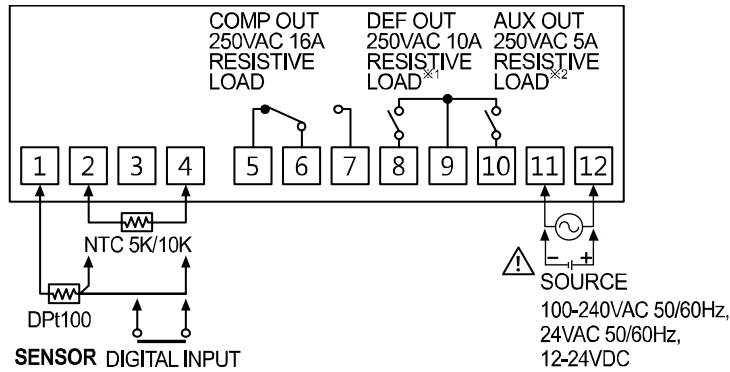 COMP OUT
250VAC 16A
RESISTIVE
LOAD
DEF OUT
250VAC 10A
RESISTIVE
LOAD※1
AUX OUT
250VAC 5A
RESISTIVE
LOAD※2
1 2 3 4 5 6 7 8 9 10 11 12
NTC 5K/10K
DPt100
SENSOR DIGITAL INPUT
- +
SOURCE
100-240VAC 50/60Hz,
24VAC 50/60Hz,
12-24VDC